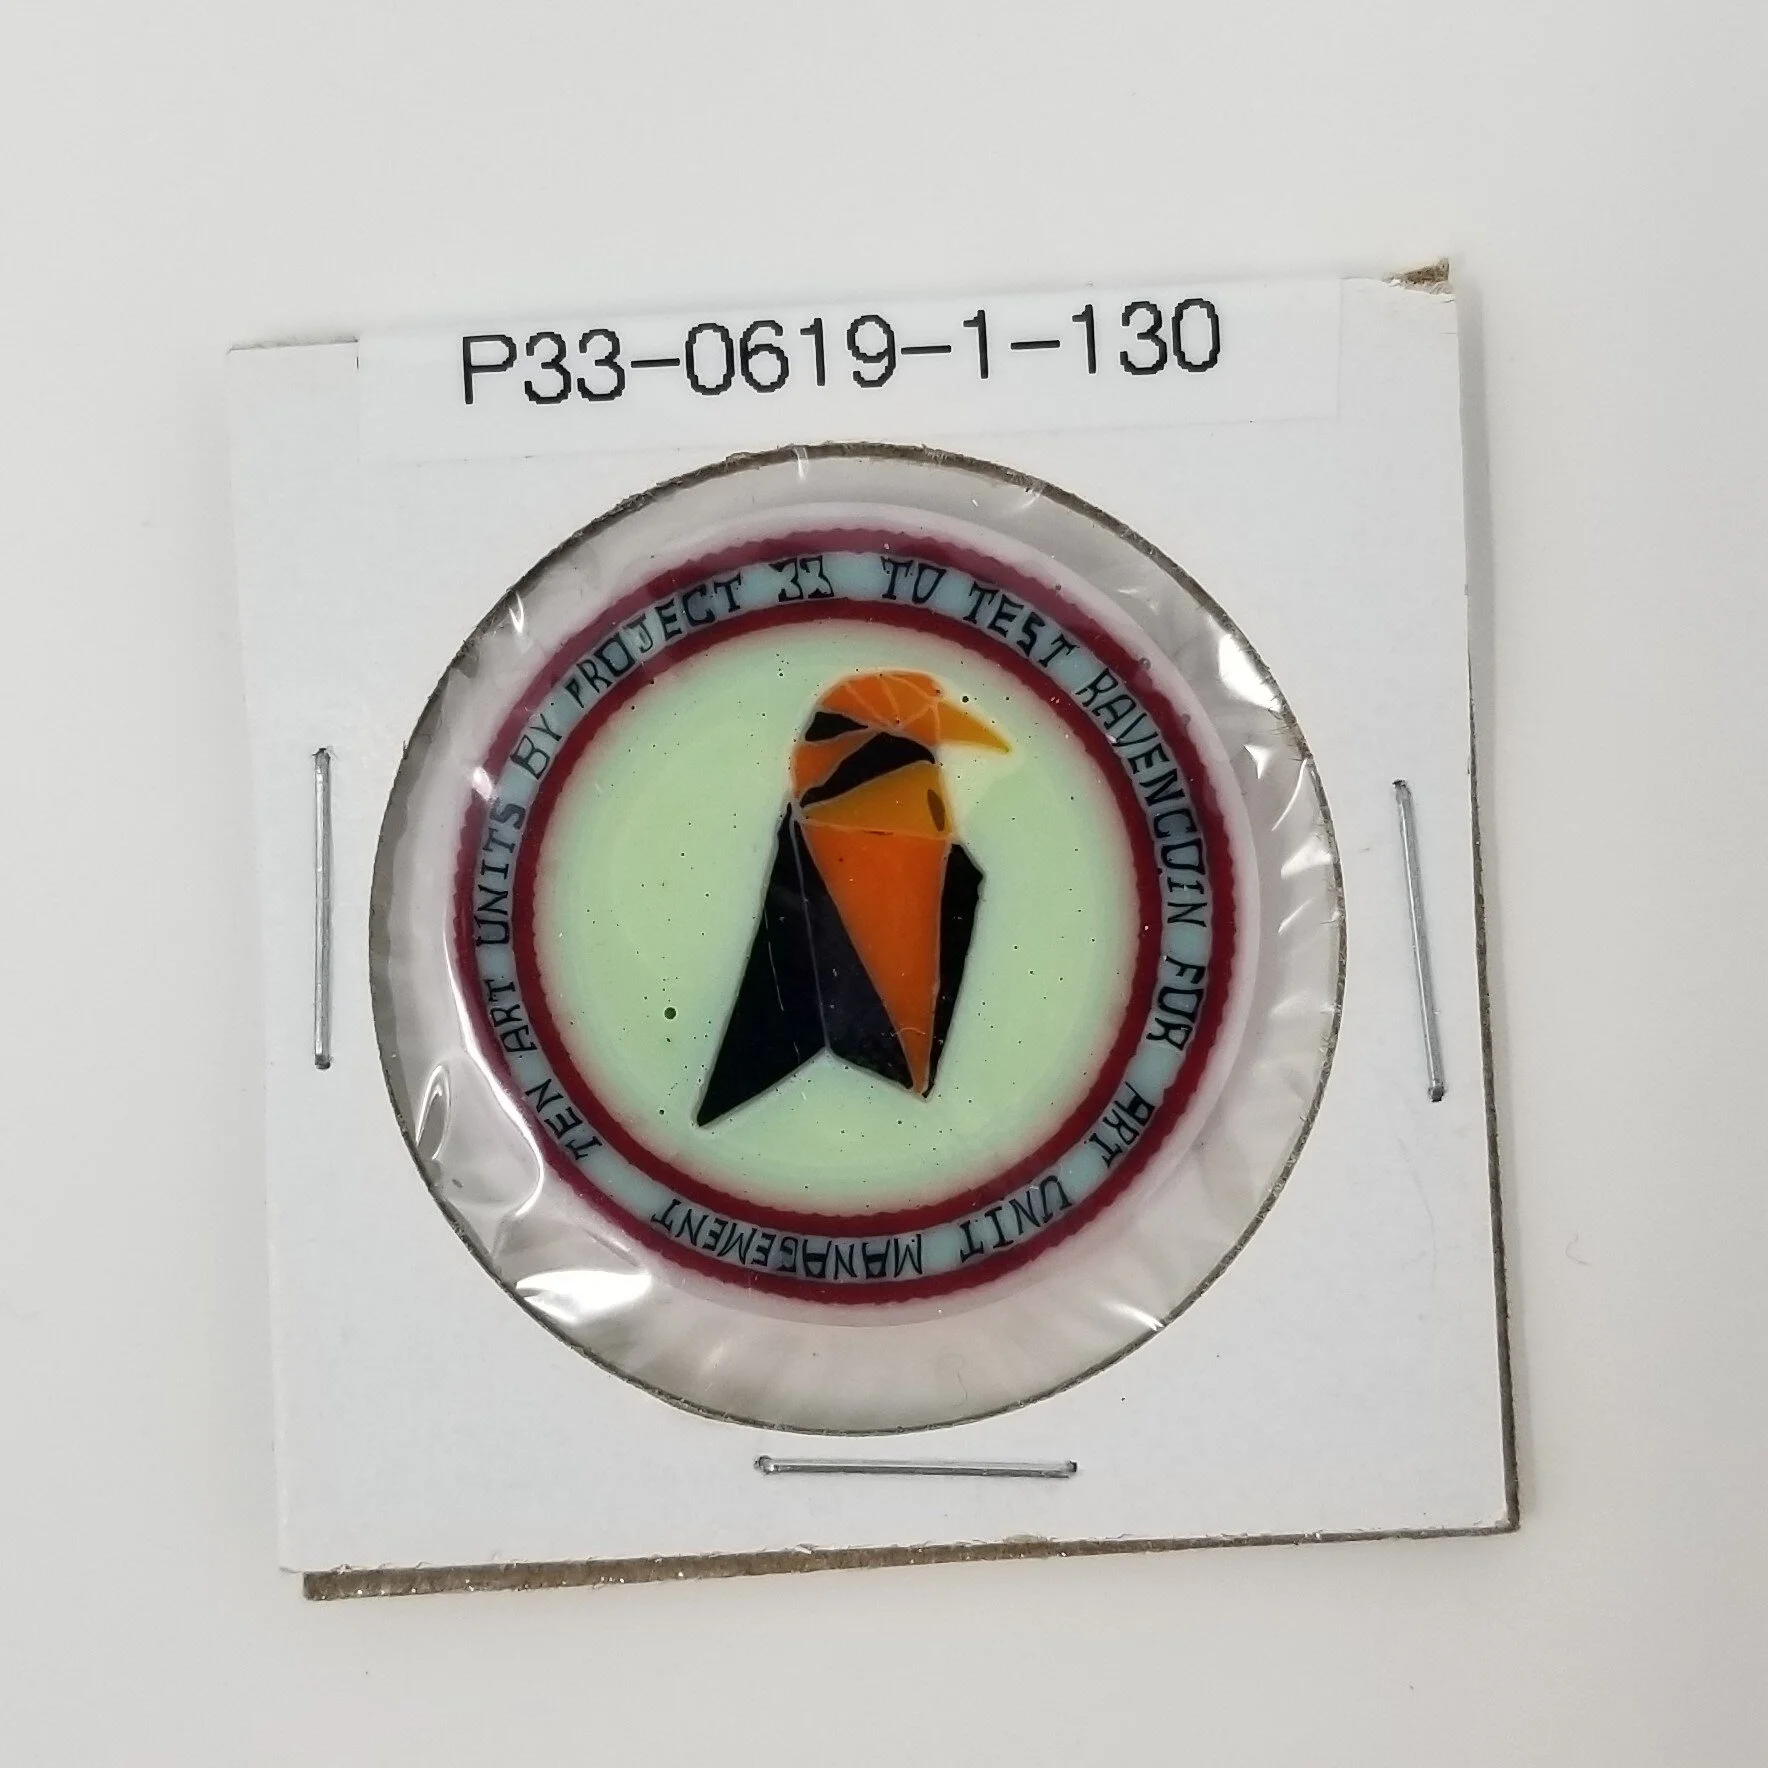 P33-0619-1-130
TEN ART UNITS BY PROJECT 33 TO TEST RAVENCOIN FOR ART UNIT MANAGEMENT